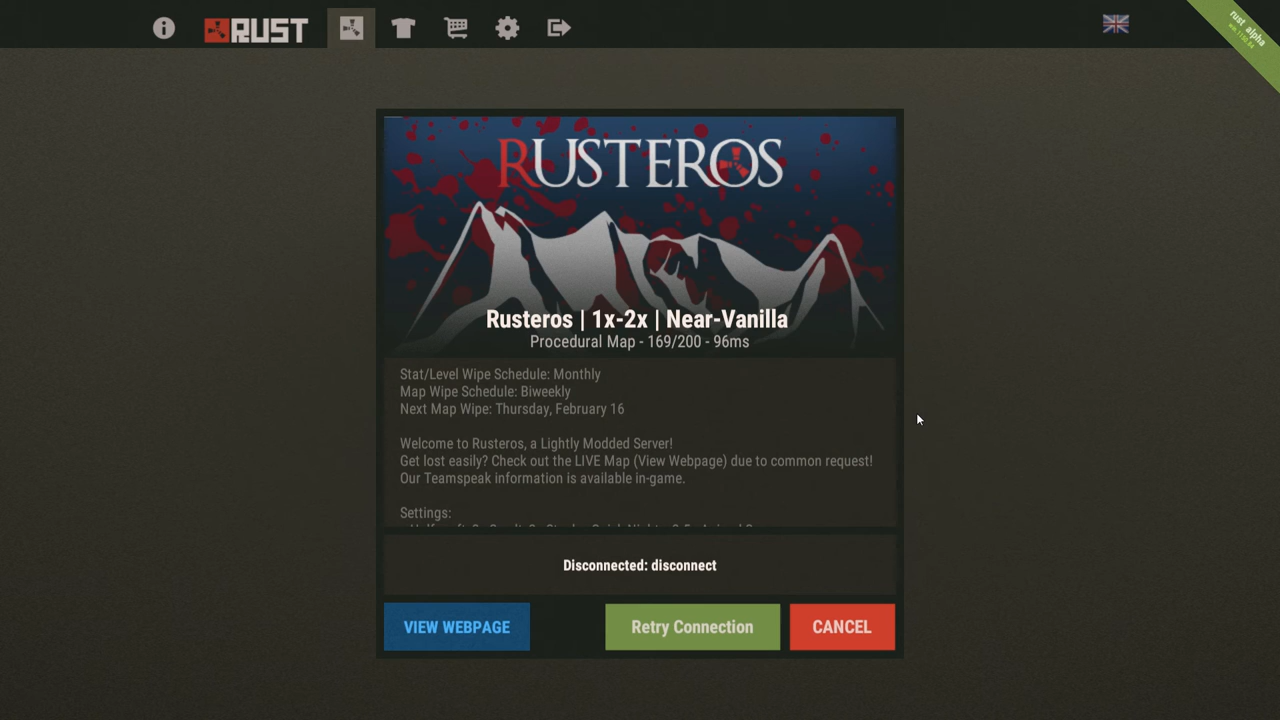 RUST
rust alpha
RUSTEROS
Rusteros | 1x-2x | Near-Vanilla
Procedural Map - 169/200 - 96ms
Stat/Level Wipe Schedule: Monthly
Map Wipe Schedule: Biweekly
Next Map Wipe: Thursday, February 16
Welcome to Rusteros, a Lightly Modded Server!
Get lost easily? Check out the LIVE Map (View Webpage) due to common request!
Our Teamspeak information is available in-game.
Settings:
Disconnected: disconnect
VIEW WEBPAGE
Retry Connection
CANCEL